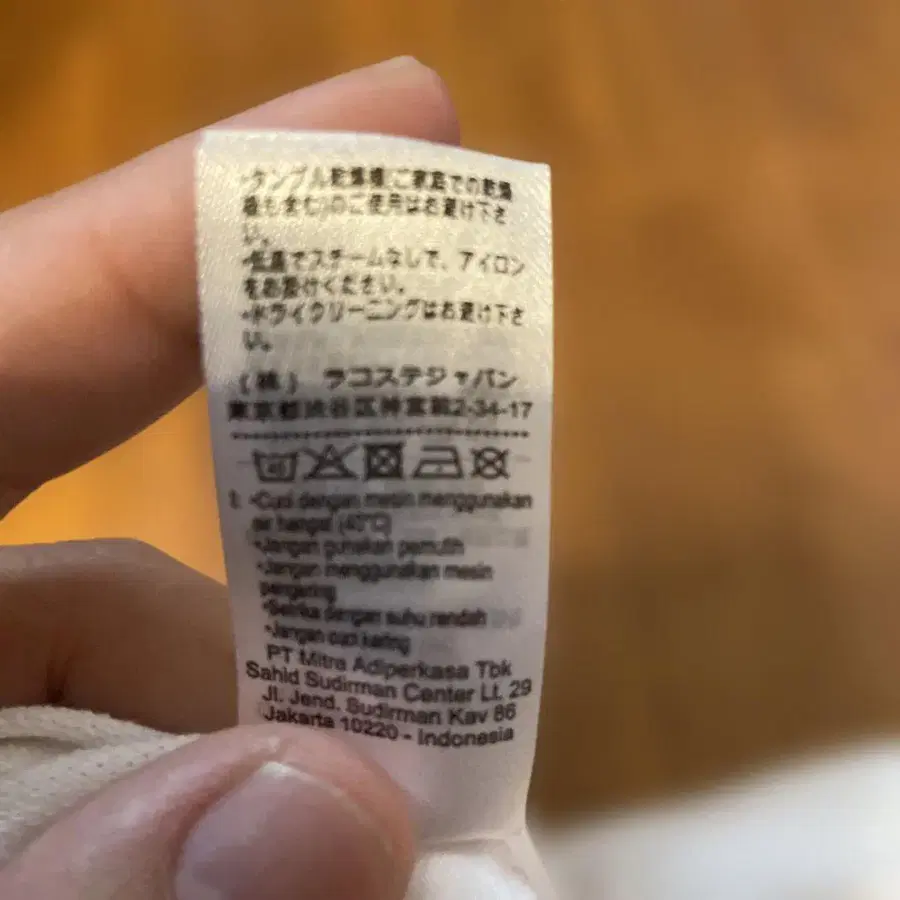 ・タンブル乾燥機(ご家庭での乾燥
機も含む)のご使用はお避け下さ
い。
・低温でスチームなしで、アイロン
をお掛けください。
・ドライクリーニングはお避け下さ
い。
(株) ラコステジャパン
東京都渋谷区神宮前2-34-17
40
•Cuci dengan mesin menggunakan
air hangat (40°C)
•Jangan gunakan pemutih
•Jangan menggunakan mesin
pengering
•Setrika dengan suhu rendah
•Jangan cuci kering
PT Mitra Adiperkasa Tbk
Sahid Sudirman Center Lt. 29
Jl. Jend. Sudirman Kav 86
Jakarta 10220 - Indonesia